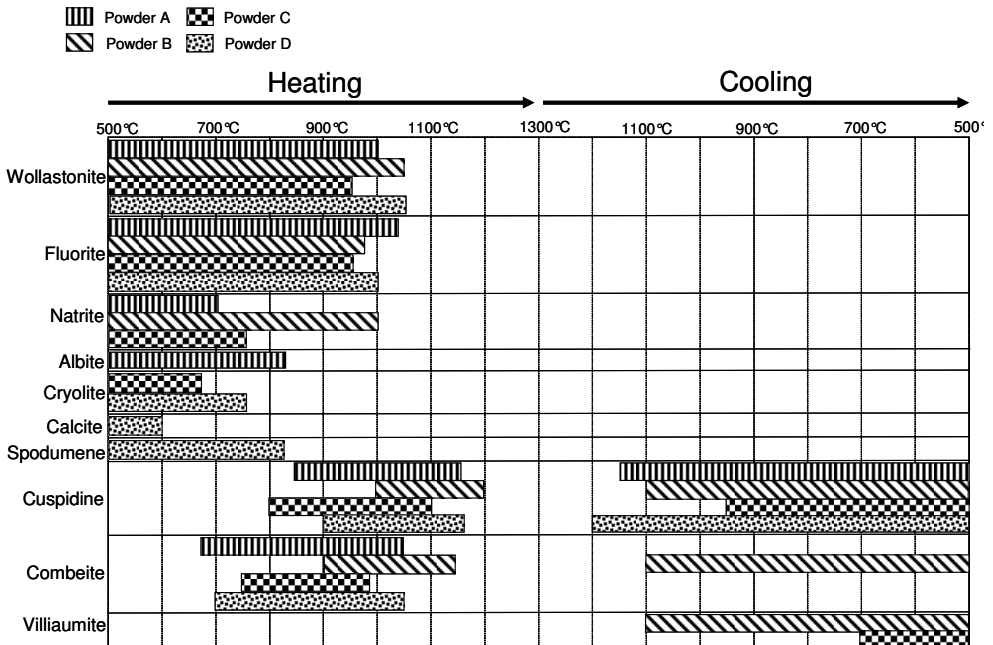 Powder A Powder C
Powder B Powder D
Heating Cooling
500°C 700°C 900°C 1100°C 1300°C 1100°C 900°C 700°C 500°
Wollastonite
Fluorite
Natrite
Albite
Cryolite
Calcite
Spodumene
Cuspidine
Combeite
Villiaumite